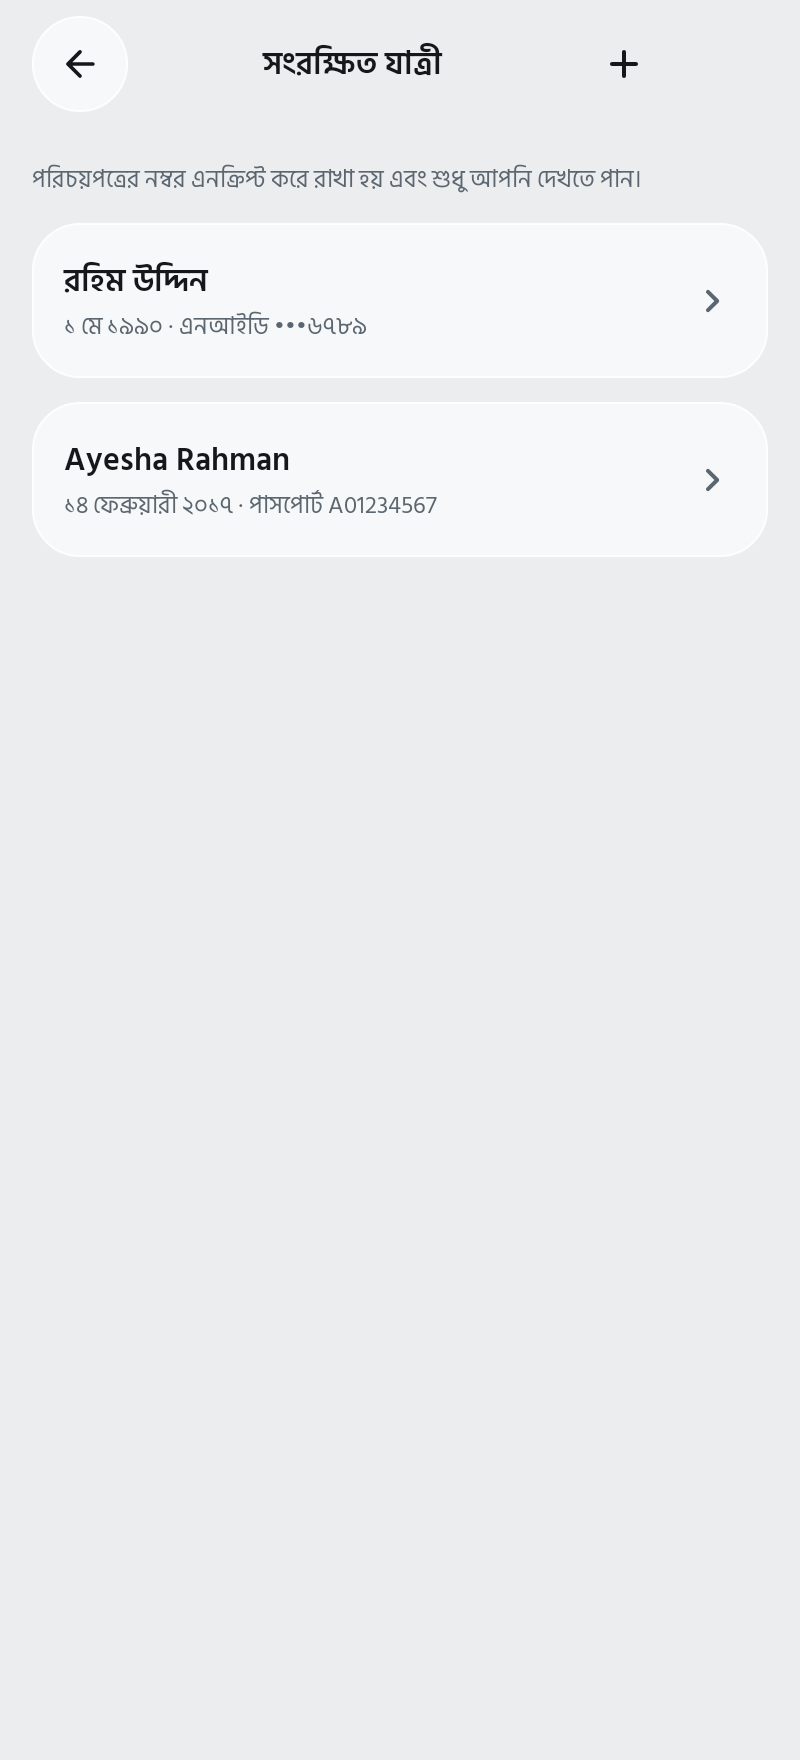 সংরক্ষিত যাত্রী
পরিচয়পত্রের নম্বর এনক্রিপ্ট করে রাখা হয় এবং শুধু আপনি দেখতে পান।
রহিম উদ্দিন
১ মে ১৯৯০ · এনআইডি •••৬৭৮৯
Ayesha Rahman
১৪ ফেব্রুয়ারী ২০১৭ · পাসপোর্ট A01234567